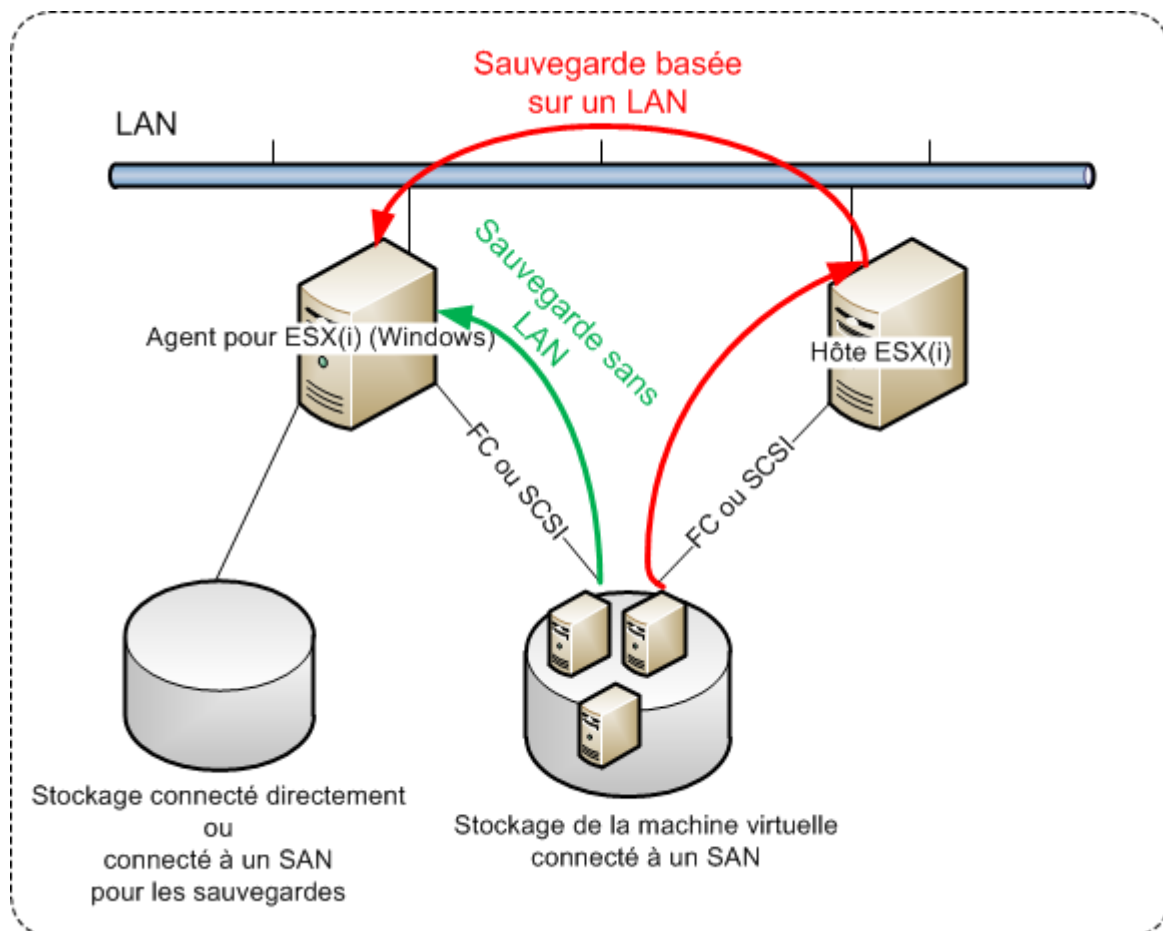 Sauvegarde basée
sur un LAN
LAN
Sauvegarde sans
LAN
Agent pour ESX(i) (Windows)
Hôte ESX(i)
FC ou SCSI
FC ou SCSI
Stockage connecté directement
ou
connecté à un SAN
pour les sauvegardes
Stockage de la machine virtuelle
connecté à un SAN